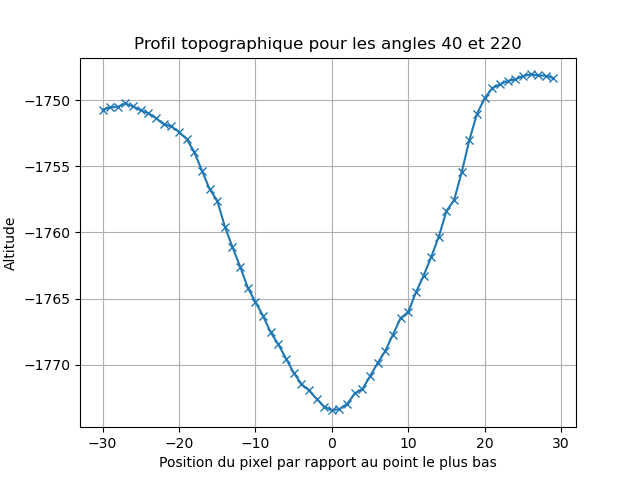 Profil topographique pour les angles 40 et 220
−1750
−1755
−1760
−1765
−1770
Altitude
−30 −20 −10 0 10 20 30
Position du pixel par rapport au point le plus bas